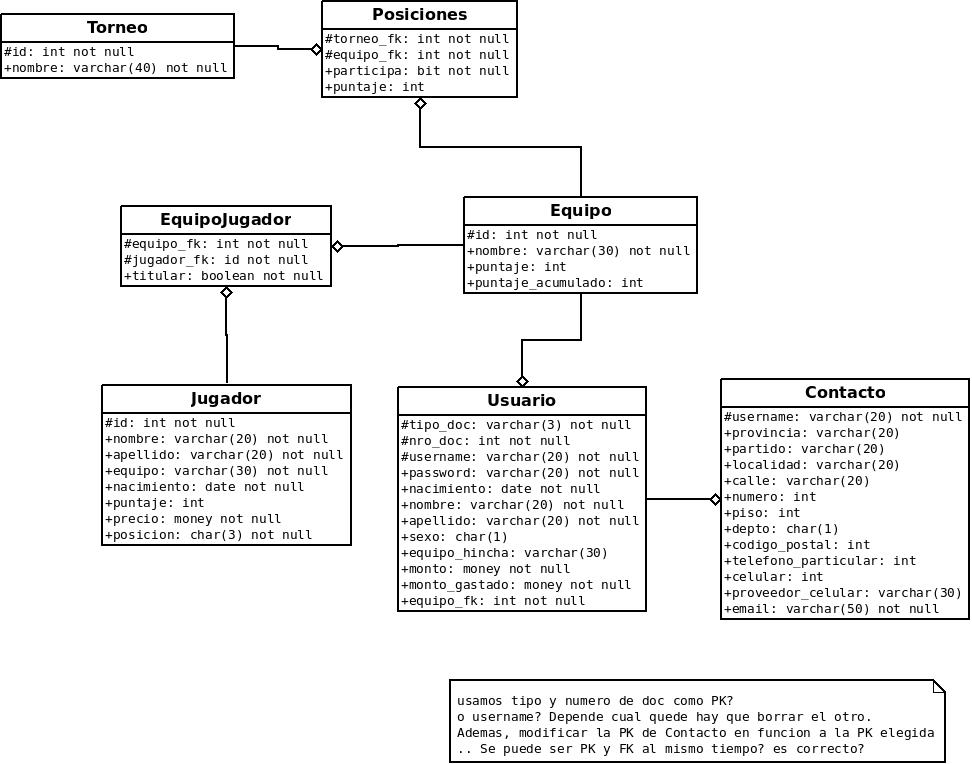 Torneo
#id: int not null
+nombre: varchar(40) not null
Posiciones
#torneo_fk: int not null
#equipo_fk: int not null
+participa: bit not null
+puntaje: int
EquipoJugador
#equipo_fk: int not null
#jugador_fk: id not null
+titular: boolean not null
Equipo
#id: int not null
+nombre: varchar(30) not null
+puntaje: int
+puntaje_acumulado: int
Jugador
#id: int not null
+nombre: varchar(20) not null
+apellido: varchar(20) not null
+equipo: varchar(30) not null
+nacimiento: date not null
+puntaje: int
+precio: money not null
+posicion: char(3) not null
Usuario
#tipo_doc: varchar(3) not null
#nro_doc: int not null
#username: varchar(20) not null
+password: varchar(20) not null
+nacimiento: date not null
+nombre: varchar(20) not null
+apellido: varchar(20) not null
+sexo: char(1)
+equipo_hincha: varchar(30)
+monto: money not null
+monto_gastado: money not null
+equipo_fk: int not null
Contacto
#username: varchar(20) not null
+provincia: varchar(20)
+partido: varchar(20)
+localidad: varchar(20)
+calle: varchar(20)
+numero: int
+piso: int
+depto: char(1)
+codigo_postal: int
+telefono_particular: int
+celular: int
+proveedor_celular: varchar(30)
+email: varchar(50) not null
usamos tipo y numero de doc como PK?
o username? Depende cual quede hay que borrar el otro.
Ademas, modificar la PK de Contacto en funcion a la PK elegida
.. Se puede ser PK y FK al mismo tiempo? es correcto?